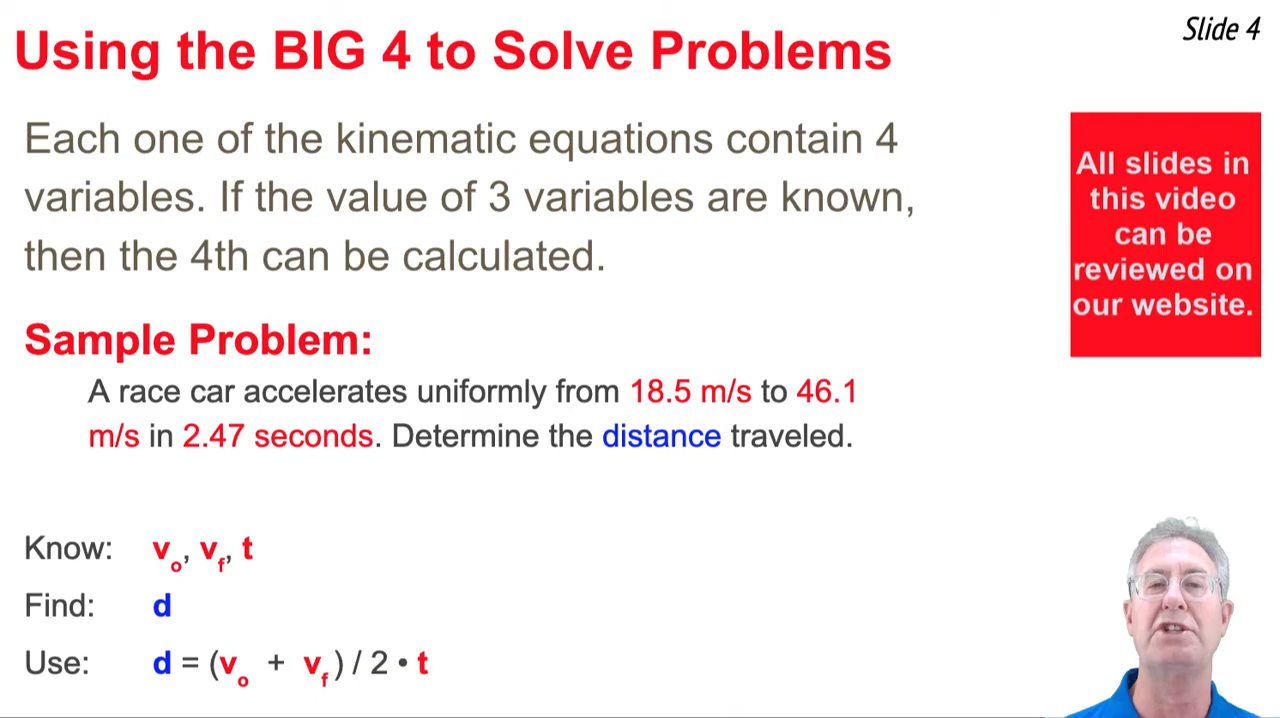 Slide 4
Using the BIG 4 to Solve Problems
Each one of the kinematic equations contain 4
variables. If the value of 3 variables are known,
then the 4th can be calculated.
All slides in
this video
can be
reviewed on
our website.
Sample Problem:
A race car accelerates uniformly from 18.5 m/s to 46.1
m/s in 2.47 seconds. Determine the distance traveled.
Know: vo, vf, t
Find: d
Use: d = (vo + vf) / 2 • t